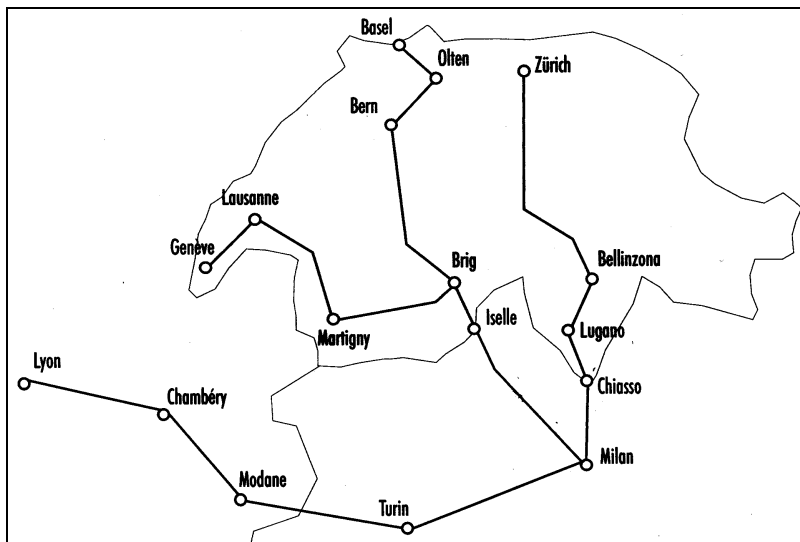 Basel
Olten
Zürich
Bern
Lausanne
Genève
Brig
Bellinzona
Iselle
Martigny
Lugano
Lyon
Chambéry
Chiasso
Modane
Milan
Turin